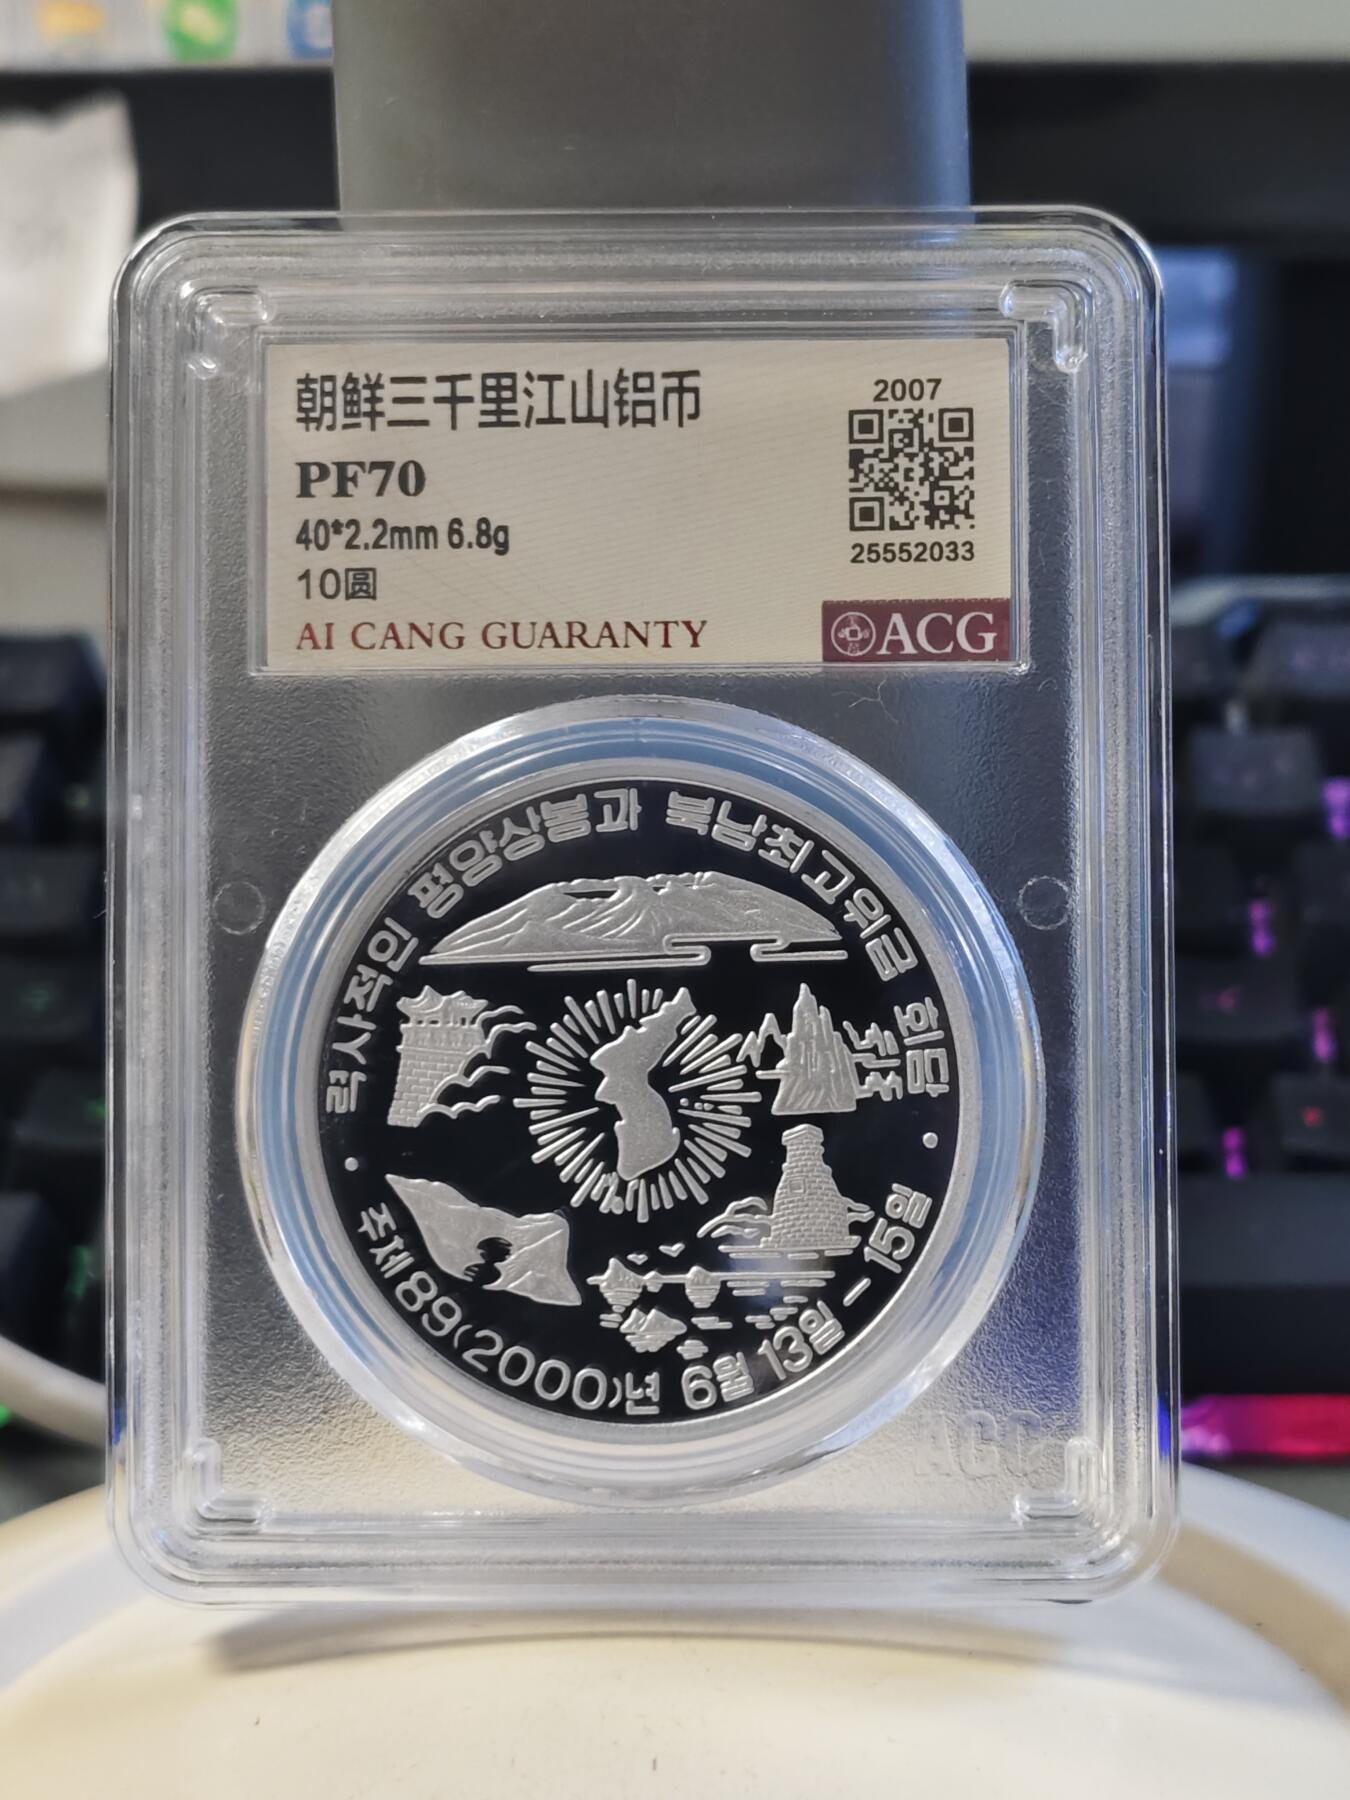 朝鲜三千里江山铝币
2007
PF70
40*2.2mm 6.8g
25552033
10圆
AI CANG GUARANTY
ACG
력사적인 평양상봉과 북남최고위급 회담
주체89(2000)년 6월 13일-15일
ACG